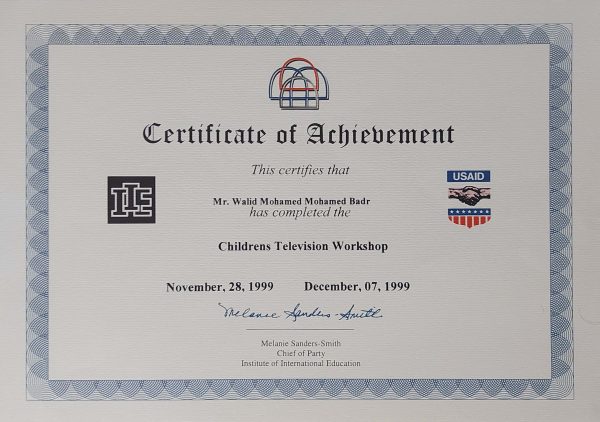 Certificate of Achievement
This certifies that
IIE
USAID
Mr. Walid Mohamed Mohamed Badr
has completed the
Childrens Television Workshop
November, 28, 1999 December, 07, 1999
Melanie Sanders-Smith
Melanie Sanders-Smith
Chief of Party
Institute of International Education